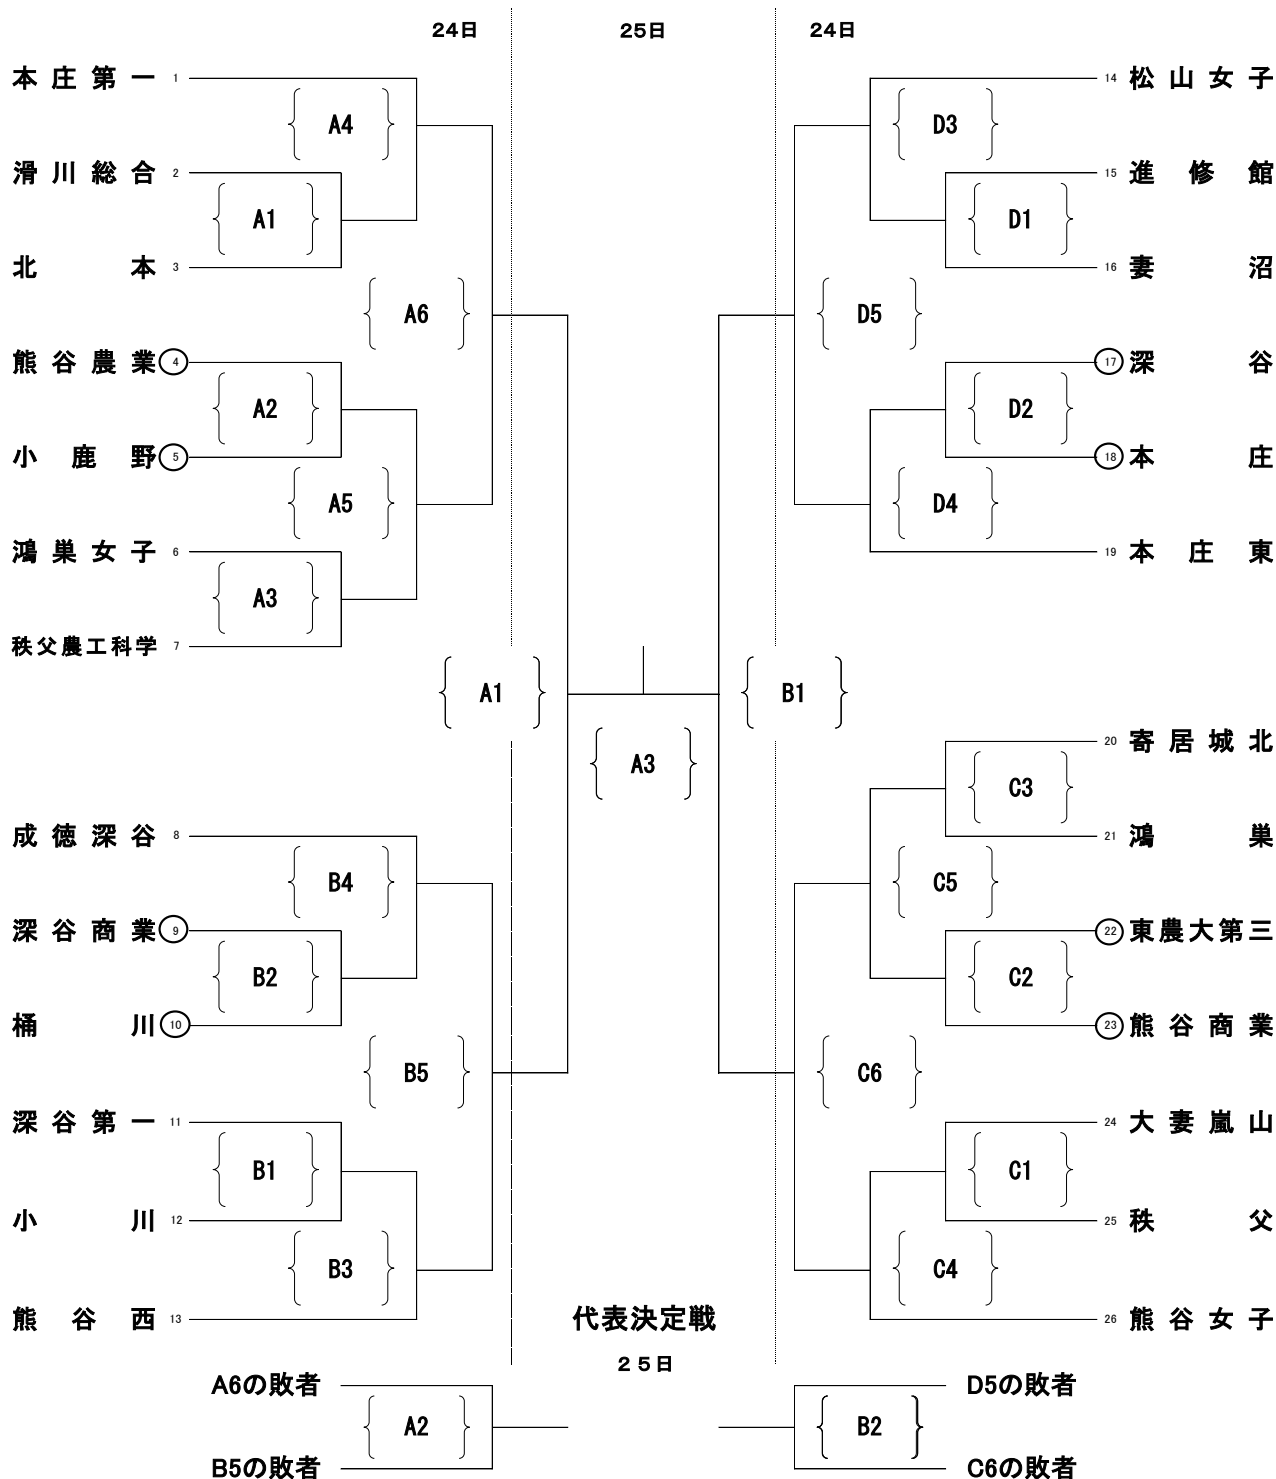 24日 25日 24日
本庄第一 1
A4
滑川総合 2
A1
北本 3
A6
熊谷農業 4
A2
小鹿野 5
A5
鴻巣女子 6
A3
秩父農工科学 7
A1
成徳深谷 8
B4
深谷商業 9
B2
桶川 10
B5
深谷第一 11
B1
小川 12
B3
熊谷西 13
14 松山女子
D3
15 進修館
D1
16 妻沼
D5
17 深谷
D2
18 本庄
D4
19 本庄東
B1
A3
20 寄居城北
C3
21 鴻巣
C5
22 東農大第三
C2
23 熊谷商業
C6
24 大妻嵐山
C1
25 秩父
C4
26 熊谷女子
代表決定戦
25日
A6の敗者
A2
B5の敗者
D5の敗者
B2
C6の敗者